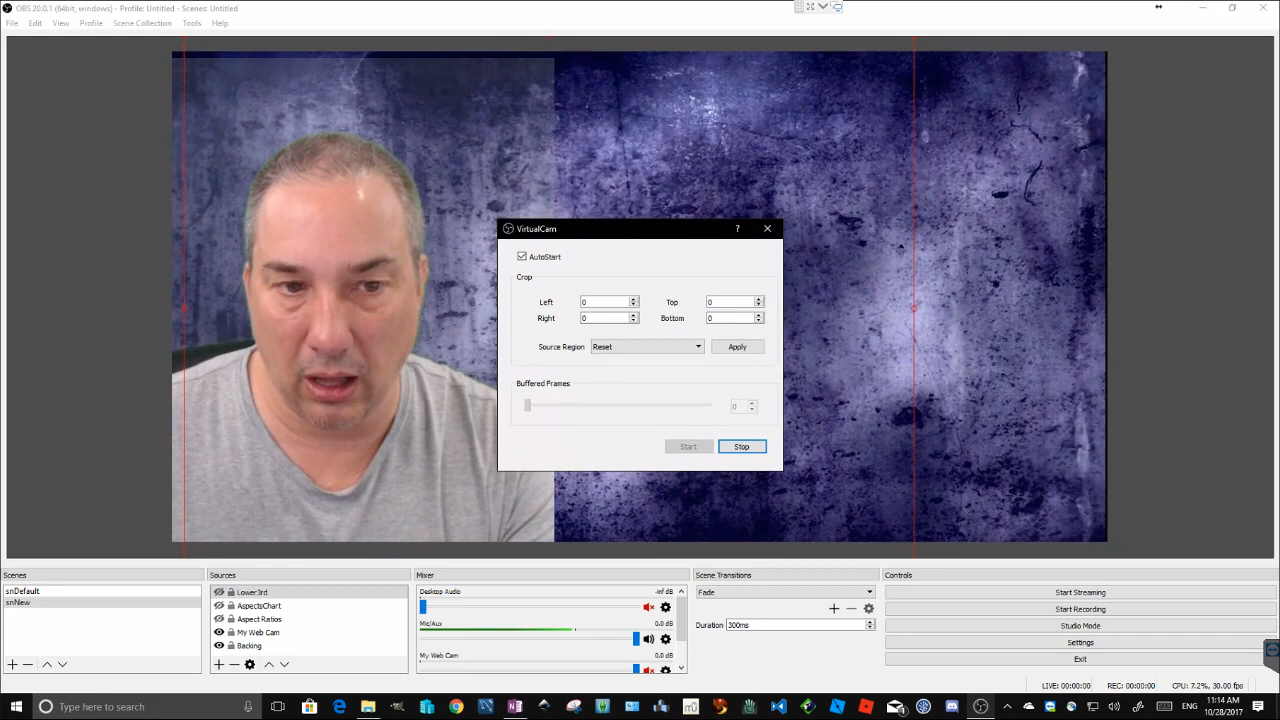 OBS 20.0.1 (64bit, windows) - Profile: Untitled - Scenes: Untitled
File Edit View Profile Scene Collection Tools Help
VirtualCam ?
AutoStart
Crop
Left 0 Top 0
Right 0 Bottom 0
Source Region Reset Apply
Buffered Frames
0
Start Stop
Scenes
snDefault
snNew
Sources
Lower3rd
AspectsChart
Aspect Ratios
My Web Cam
Backing
Mixer
Desktop Audio -inf dB
Mic/Aux 0.0 dB
My Web Cam 0.0 dB
Scene Transitions
Fade
Duration 300ms
Controls
Start Streaming
Start Recording
Studio Mode
Settings
Exit
LIVE: 00:00:00 REC: 00:00:00 CPU: 7.2%, 30.00 fps
Type here to search
ENG
11:14 AM
10/28/2017